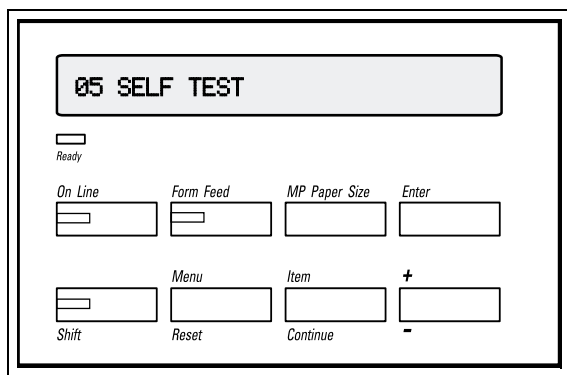 05 SELF TEST
Ready
On Line Form Feed MP Paper Size Enter
Menu Item +
Shift Reset Continue -